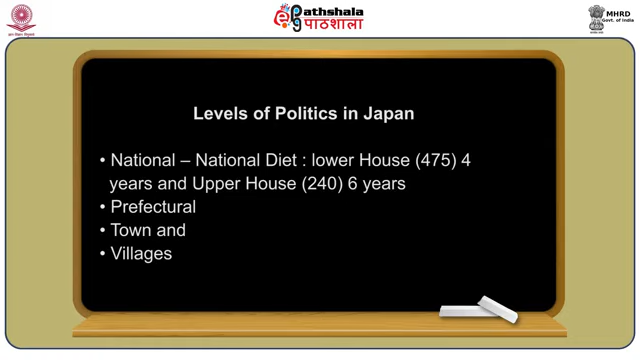 Pathshala
पाठशाला
MHRD
Govt. of India
Levels of Politics in Japan
• National – National Diet : lower House (475) 4
years and Upper House (240) 6 years
• Prefectural
• Town and
• Villages